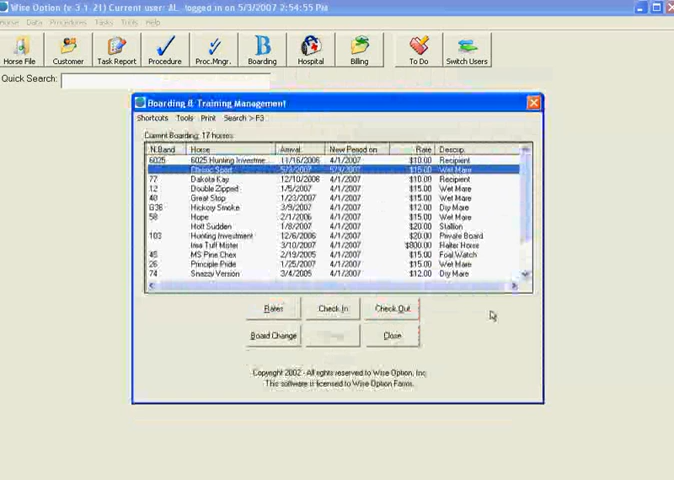 Wise Option (v. 3.1.21) Current user: AL logged in on 5/3/2007 2:54:55 PM
Home Data Procedures Tasks Tools Help
Horse File Customer Task Report Procedure Proc.Mngr. Boarding Hospital Billing To Do Switch Users
Quick Search:
Boarding & Training Management
Shortcuts Tools Print Search > F3
Current Boarding: 17 horses
N.Band Horse Arrival New Period on Rate Descrip.
6025 6025 Hunting Investme... 11/16/2006 4/1/2007 $10.00 Recipient
Classic Sport 5/3/2007 5/3/2007 $15.00 Wet Mare
77 Dakota Kay 12/10/2006 4/1/2007 $10.00 Recipient
12 Double Zipped 1/5/2007 4/1/2007 $15.00 Wet Mare
40 Great Stop 1/23/2007 4/1/2007 $15.00 Wet Mare
G36 Hickory Smoke 3/9/2007 4/1/2007 $12.00 Dry Mare
58 Hope 2/1/2006 4/1/2007 $15.00 Wet Mare
Hott Sudden 1/8/2007 4/1/2007 $20.00 Stallion
103 Hunting Investment 12/6/2006 4/1/2007 $20.00 Private Board
Ima Tuff Mister 3/10/2007 4/1/2007 $800.00 Halter Horse
45 MS Pine Chex 2/19/2005 4/1/2007 $15.00 Foal Watch
26 Principle Pride 1/25/2007 4/1/2007 $15.00 Wet Mare
74 Snazzy Version 3/4/2005 4/1/2007 $12.00 Dry Mare
Rates Check In Check Out
Board Change Close
Copyright 2002 - All rights reserved to Wise Option, Inc.
This software is licensed to Wise Option Farms.